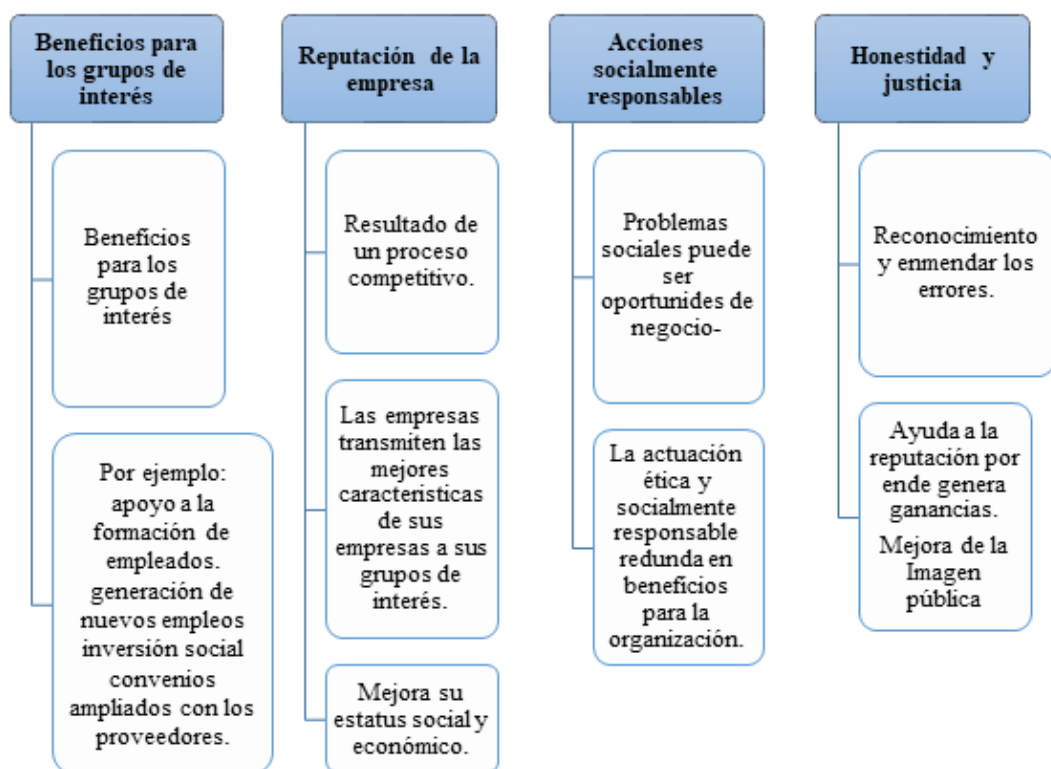 Beneficios para
los grupos de
interés
Beneficios
para los
grupos de
interés
Por ejemplo:
apoyo a la
formación de
empleados.
generación de
nuevos empleos
inversión social
convenios
ampliados con los
proveedores.
Reputación de la
empresa
Resultado de
un proceso
competitivo.
Las empresas
transmiten las
mejores
características
de sus
empresas a sus
grupos de
interés.
Mejora su
estatus social y
económico.
Acciones
socialmente
responsables
Problemas
sociales puede
ser
oportunides de
negocio-
La actuación
ética y
socialmente
responsable
redunda en
beneficios
para la
organización.
Honestidad y
justicia
Reconocimiento
y enmendar los
errores.
Ayuda a la
reputación por
ende genera
ganancias.
Mejora de la
Imagen
pública